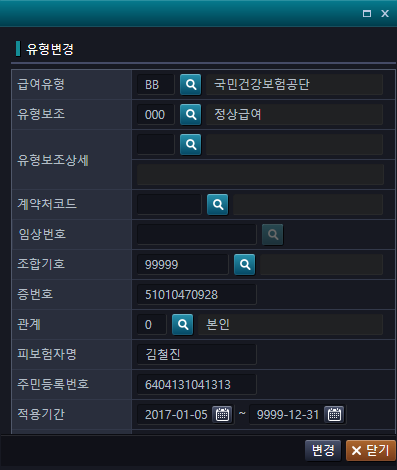 유형변경
급여유형 BB 국민건강보험공단
유형보조 000 정상급여
유형보조상세
계약처코드
임상번호
조합기호 99999
증번호 51010470928
관계 0 본인
피보험자명 김철진
주민등록번호 6404131041313
적용기간 2017-01-05 ~ 9999-12-31
변경 닫기